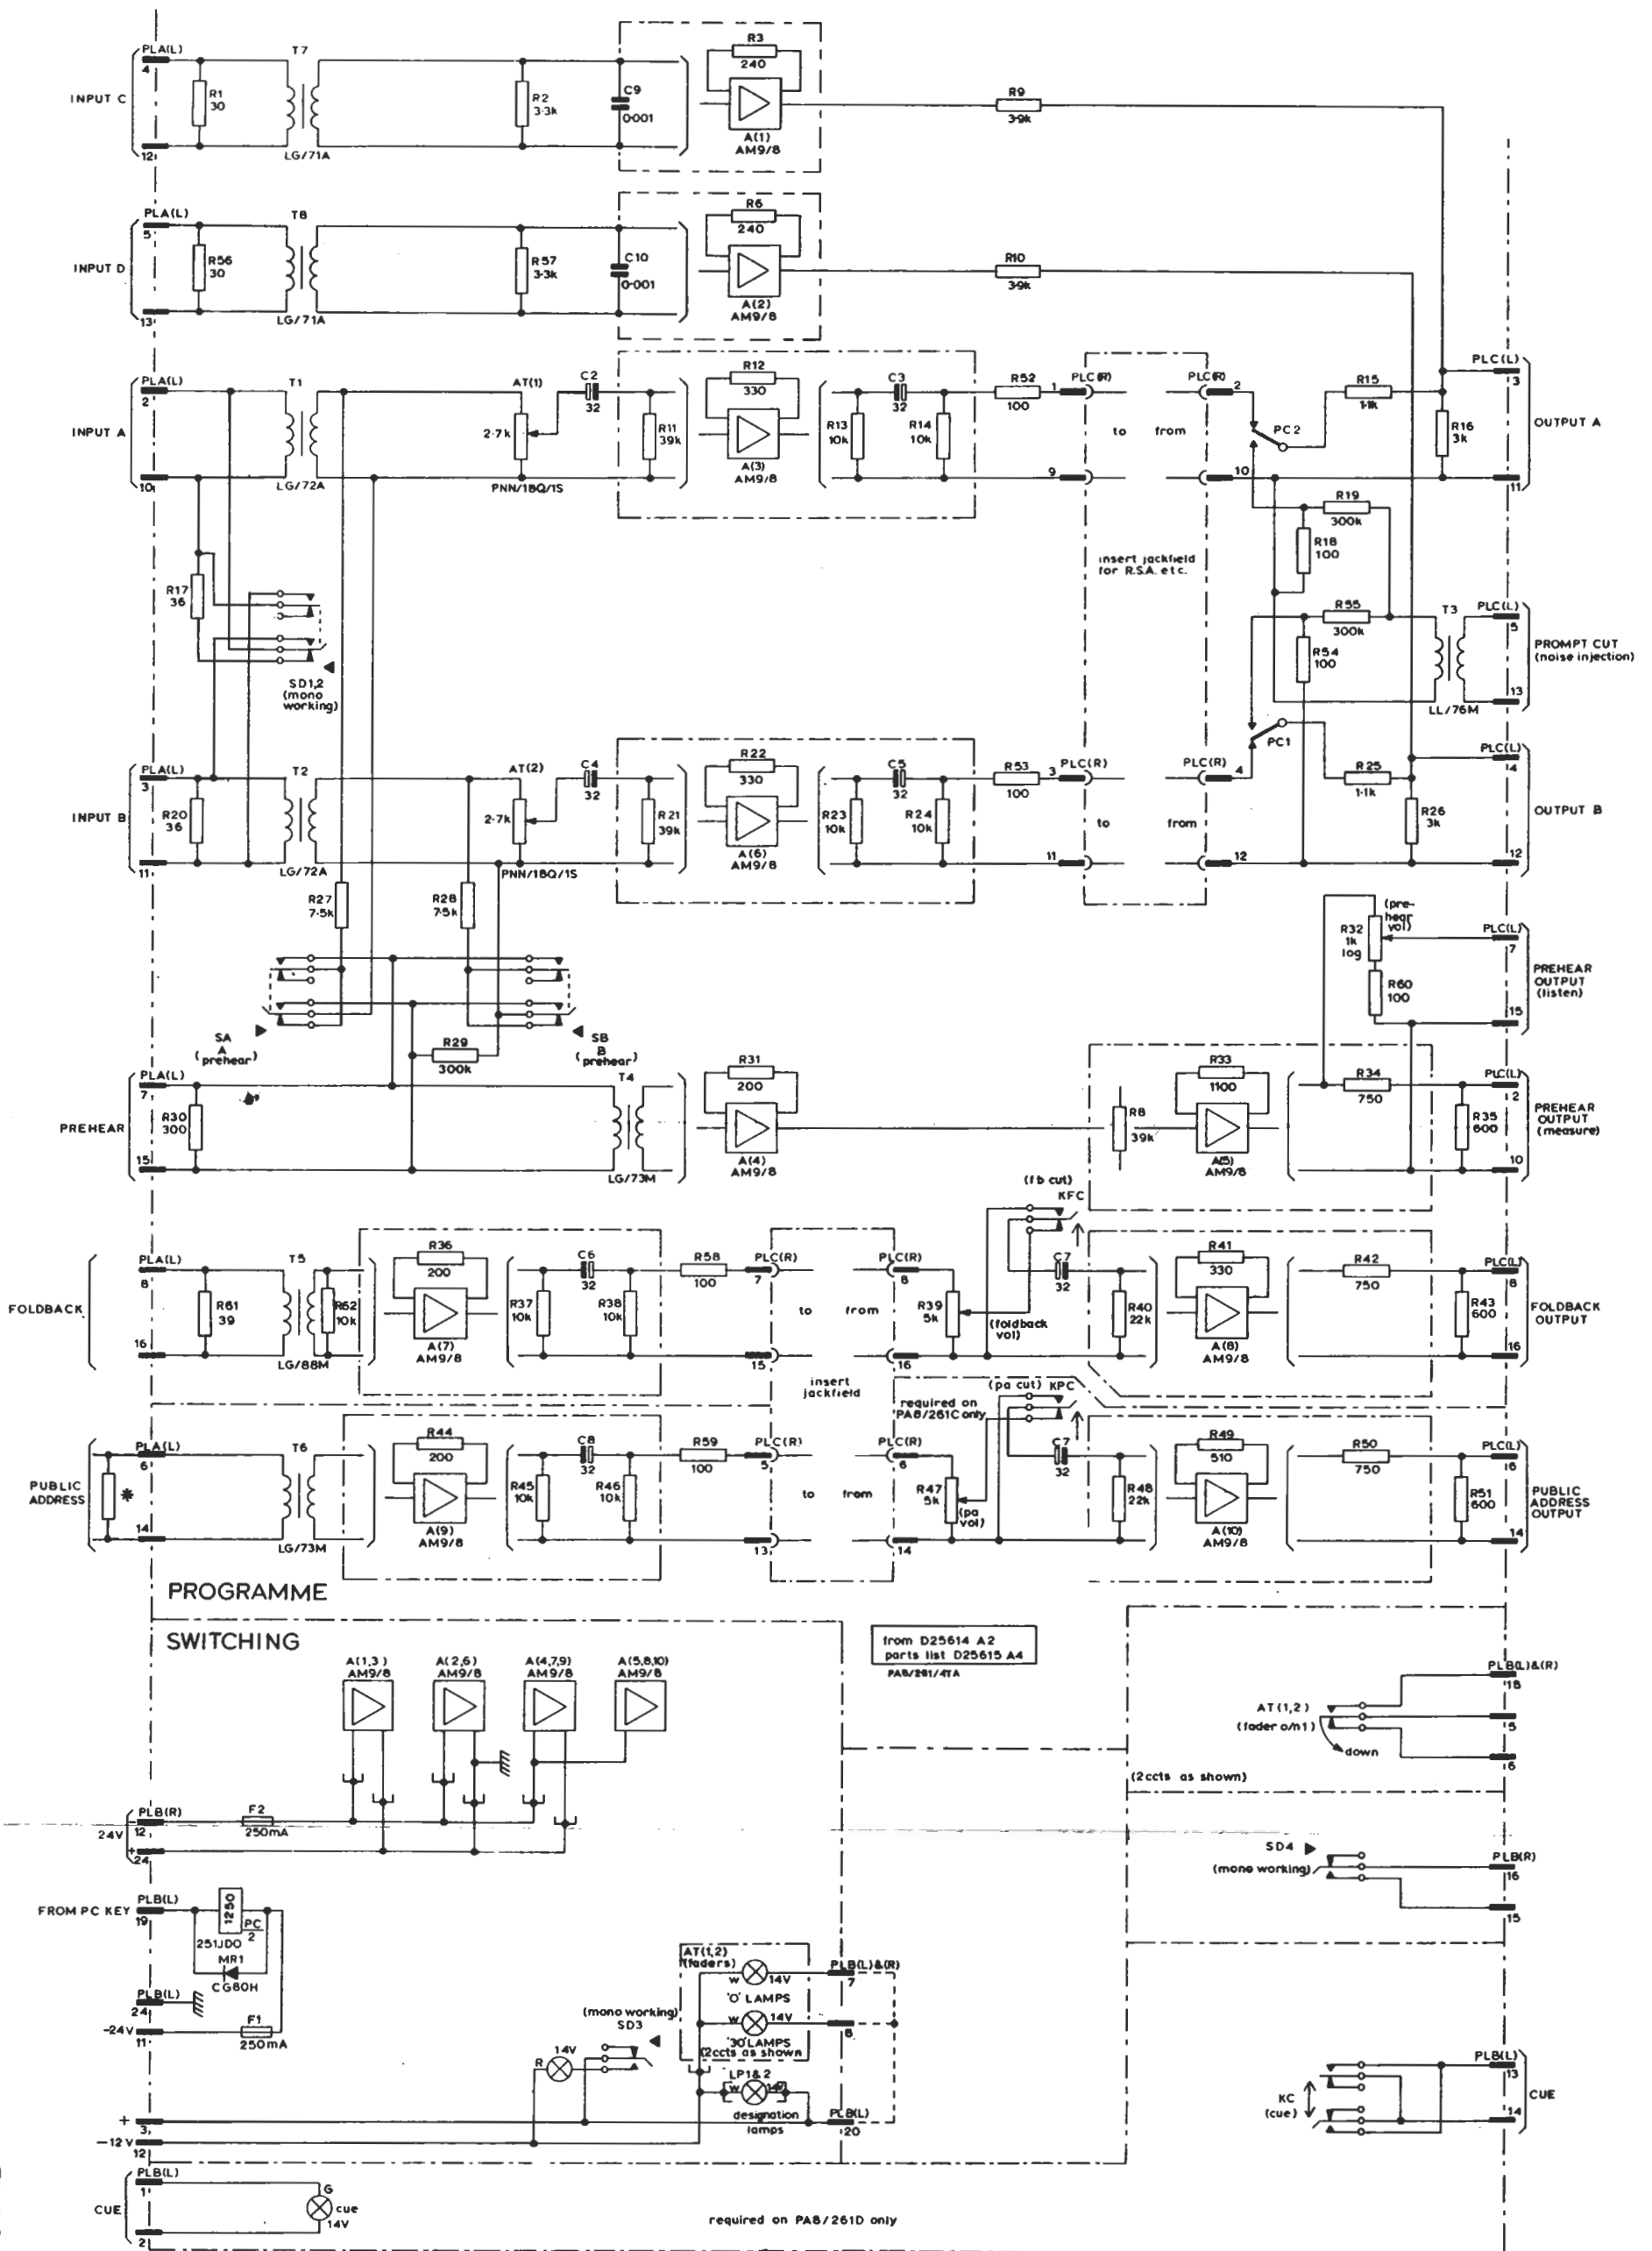 PLA(L)
4
INPUT C
12
R1
30
T7
LG/71A
R2
3·3k
C9
0·001
R3
240
A(1)
AM9/8
R9
3·9k
PLA(L)
5
INPUT D
13
R56
30
T8
LG/71A
R57
3·3k
C10
0·001
R6
240
A(2)
AM9/8
R10
3·9k
PLA(L)
2
INPUT A
10
T1
LG/72A
AT(1)
2·7k
PNN/18Q/1S
C2
32
R11
39k
R12
330
A(3)
AM9/8
R13
10k
C3
32
R14
10k
R52
100
1
PLC(R)
9
to from
PLC(R)
2
10
PC2
R15
1·1k
R16
3k
PLC(L)
3
OUTPUT A
11
R19
300k
R18
100
insert jackfield
for R.S.A. etc.
R17
36
SD1,2
(mono
working)
R55
300k
R54
100
T3
LL/76M
PLC(L)
5
PROMPT CUT
(noise injection)
13
PC1
PLA(L)
3
INPUT B
11
R20
36
T2
LG/72A
AT(2)
2·7k
PNN/18Q/1S
C4
32
R21
39k
R22
330
A(6)
AM9/8
R23
10k
C5
32
R24
10k
R53
100
3
PLC(R)
11
to from
PLC(R)
4
12
R25
1·1k
R26
3k
PLC(L)
4
OUTPUT B
12
R27
7·5k
R28
7·5k
SA
A
(prehear)
SB
B
(prehear)
R29
300k
(pre-
hear
vol)
R32
1k
log
R60
100
PLC(L)
7
PREHEAR
OUTPUT
(listen)
15
PLA(L)
7
PREHEAR
15
R30
300
T4
LG/73M
R31
200
A(4)
AM9/8
R8
39k
R33
1100
A(5)
AM9/8
R34
750
R35
600
PLC(L)
2
PREHEAR
OUTPUT
(measure)
10
PLA(L)
8
FOLDBACK
16
R61
39
T5
LG/88M
R62
10k
R36
200
A(7)
AM9/8
R37
10k
C6
32
R38
10k
R58
100
PLC(R)
7
15
to from
insert
jackfield
PLC(R)
8
16
R39
5k
(foldback
vol)
(fb cut)
KFC
C7
32
R40
22k
R41
330
A(8)
AM9/8
R42
750
R43
600
PLC(L)
8
FOLDBACK
OUTPUT
16
PLA(L)
6
PUBLIC
ADDRESS
*
14
T6
LG/73M
R44
200
A(9)
AM9/8
R45
10k
C8
32
R46
10k
R59
100
PLC(R)
5
13
to from
required on
PA8/261C only
PLC(R)
6
14
R47
5k
(pa
vol)
(pa cut) KPC
C7
32
R48
22k
R49
510
A(10)
AM9/8
R50
750
R51
600
PLC(L)
6
PUBLIC
ADDRESS
OUTPUT
14
PROGRAMME
SWITCHING
A(1,3)
AM9/8
A(2,6)
AM9/8
A(4,7,9)
AM9/8
A(5,8,10)
AM9/8
from D25614 A2
parts list D25615 A4
PA8/261/4TA
PLB(R)
- 12
24V
+ 24
F2
250mA
FROM PC KEY
PLB(L)
19
1250
PC
2
251JDO
MR1
CG80H
PLB(L)
24
-24V
11
F1
250mA
AT(1,2)
(fader o/n1)
down
PLB(L)&(R)
18
5
6
(2ccts as shown)
SD4
(mono working)
PLB(R)
16
15
AT(1,2)
(faders)
W
14V
'O' LAMPS
W
14V
'30' LAMPS
(2ccts as shown
PLB(L)&(R)
7
8
(mono working)
SD3
R
14V
LP1&2
W
14V
designation
lamps
PLB(L)
20
+
3
-12V
12
KC
(cue)
PLB(L)
13
CUE
14
PLB(L)
1
CUE
2
G
cue
14V
required on PA8/261D only